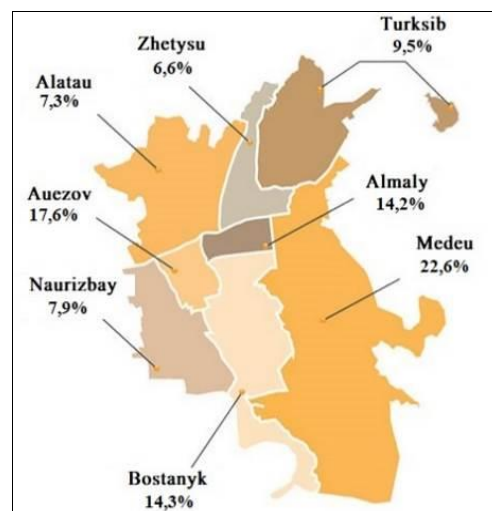 Turksib
9,5%
Zhetysu
6,6%
Alatau
7,3%
Auezov
17,6%
Almaly
14,2%
Medeu
22,6%
Naurizbay
7,9%
Bostanyk
14,3%